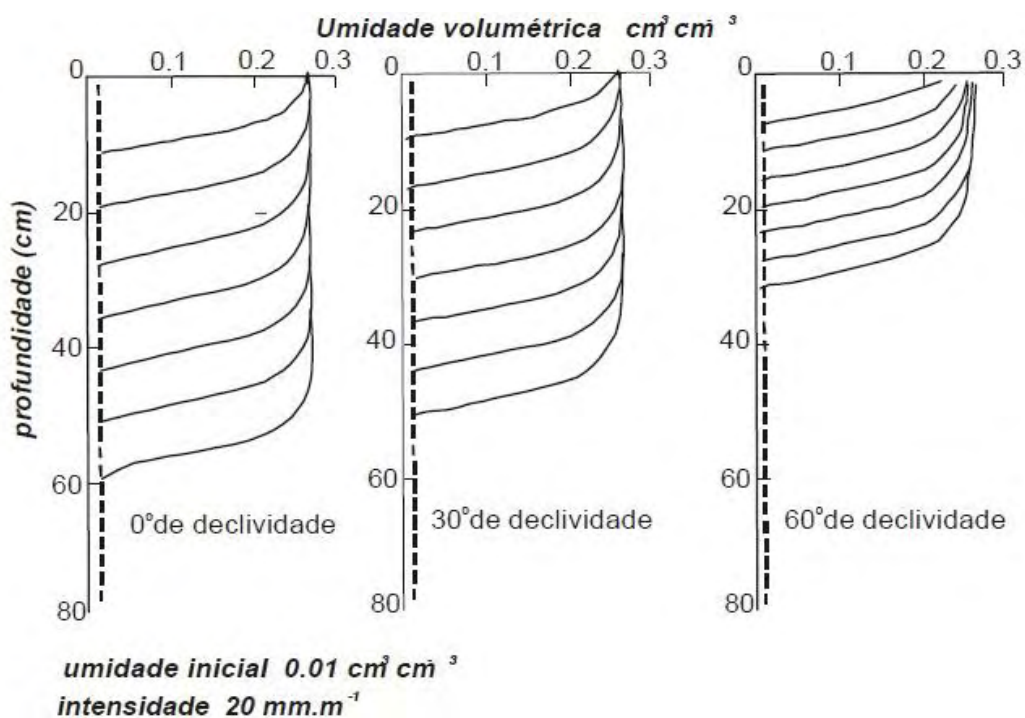 Umidade volumétrica cm³ cm ³
0 0.1 0.2 0.3
0 0.1 0.2 0.3
0 0.1 0.2 0.3
profundidade (cm)
20
40
60
80
20
40
60
80
20
40
60
80
0º de declividade
30º de declividade
60º de declividade
umidade inicial 0.01 cm³ cm ³
intensidade 20 mm.m⁻¹